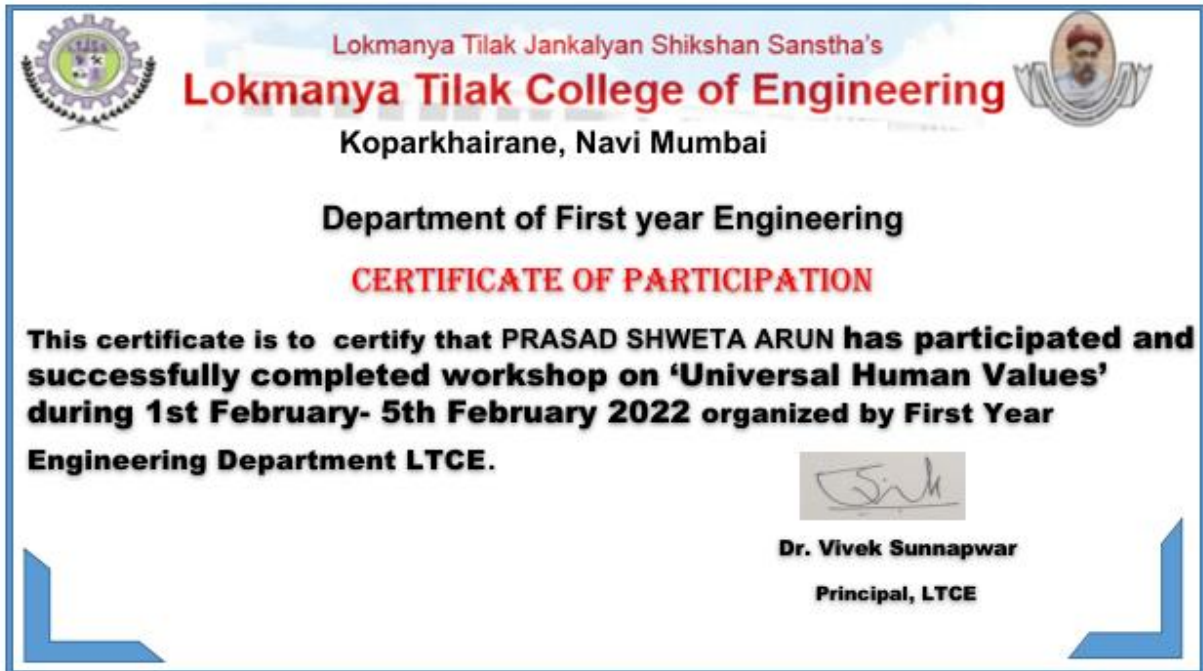 Lokmanya Tilak Jankalyan Shikshan Sanstha's
Lokmanya Tilak College of Engineering
Koparkhairane, Navi Mumbai
Department of First year Engineering
CERTIFICATE OF PARTICIPATION
This certificate is to certify that PRASAD SHWETA ARUN has participated and
successfully completed workshop on ‘Universal Human Values’
during 1st February- 5th February 2022 organized by First Year
Engineering Department LTCE.
Dr. Vivek Sunnapwar
Principal, LTCE